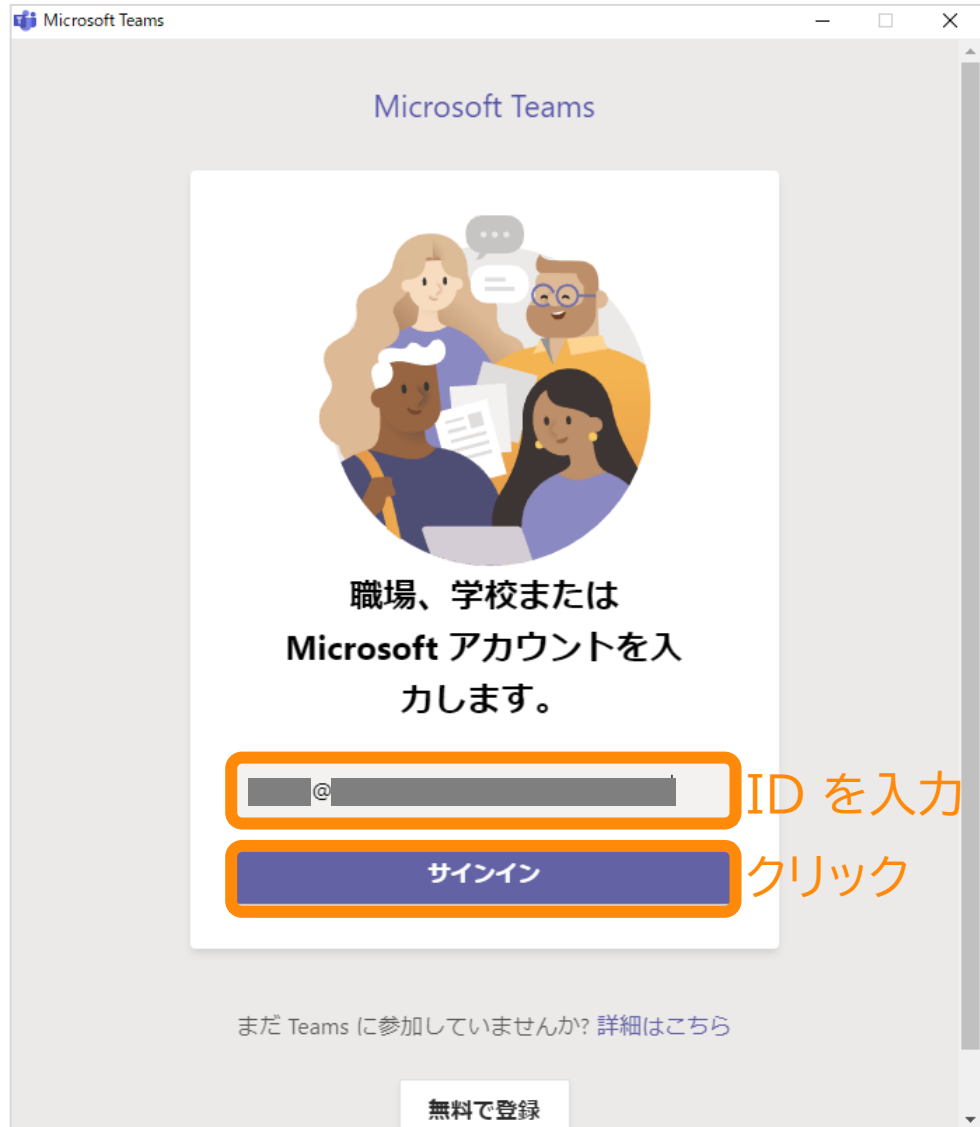 Microsoft Teams
Microsoft Teams
職場、学校または
Microsoft アカウントを入
力します。
@
ID を入力
サインイン
クリック
まだ Teams に参加していませんか? 詳細はこちら
無料で登録